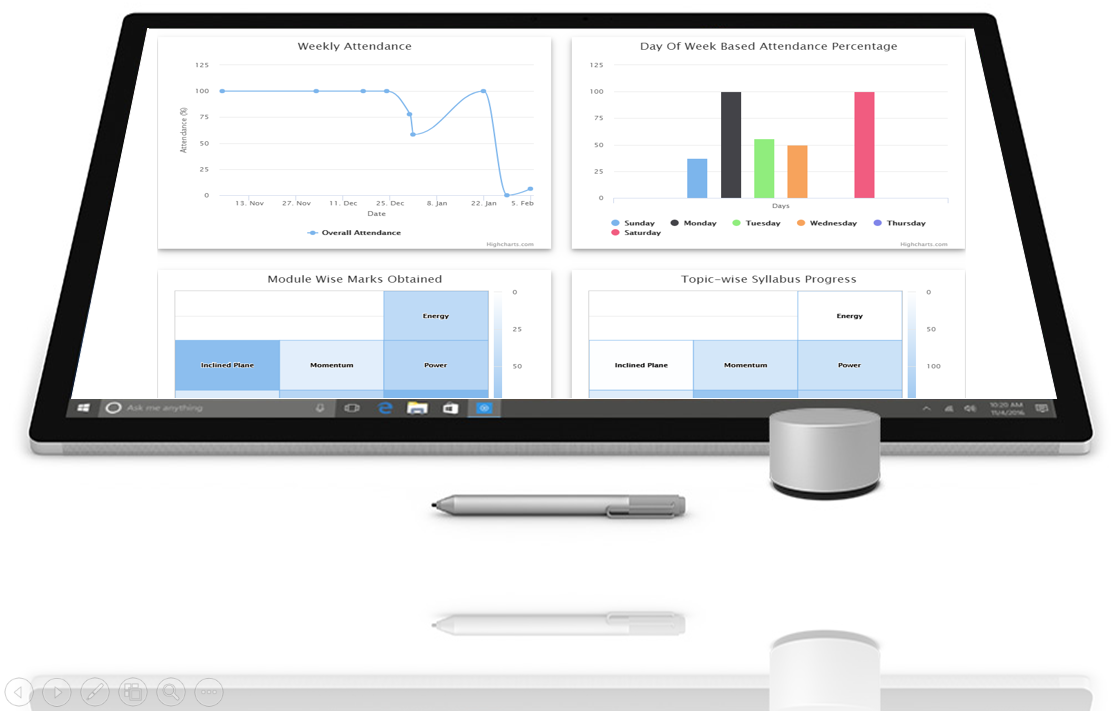 Weekly Attendance
125
100
75
50
25
0
Attendance (%)
13. Nov 27. Nov 11. Dec 25. Dec 8. Jan 22. Jan 5. Feb
Date
Overall Attendance
Highcharts.com
Day Of Week Based Attendance Percentage
125
100
75
50
25
0
Days
Sunday Monday Tuesday Wednesday Thursday
Saturday
Highcharts.com
Module Wise Marks Obtained
Energy
Inclined Plane Momentum Power
0
25
50
Topic-wise Syllabus Progress
Energy
Inclined Plane Momentum Power
0
50
100
Ask me anything
10:20 AM
11/4/2016